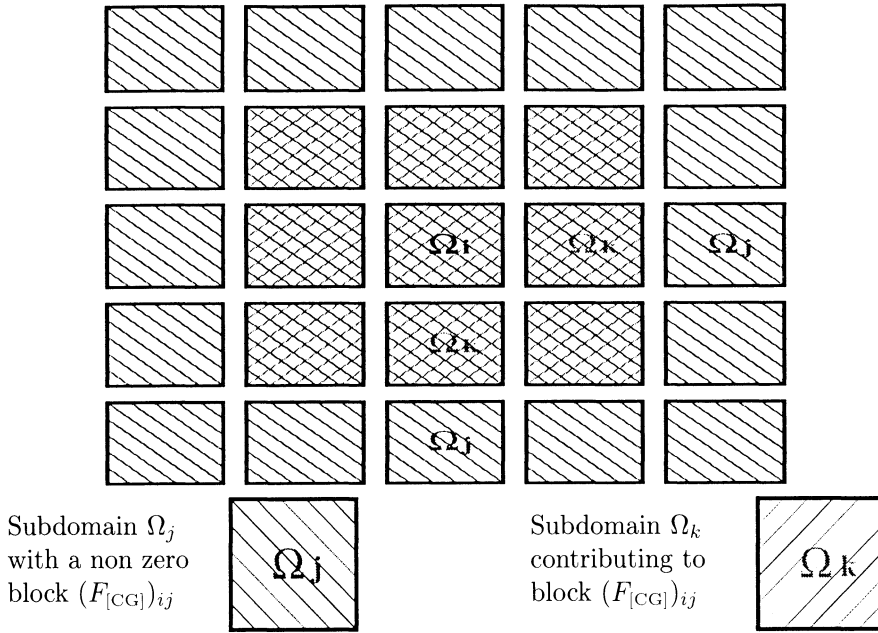 Ωi Ωk Ωj
Ωk
Ωj
Subdomain Ωⱼ
with a non zero
block (F[CG])ij
Ωj
Subdomain Ωₖ
contributing to
block (F[CG])ij
Ωk